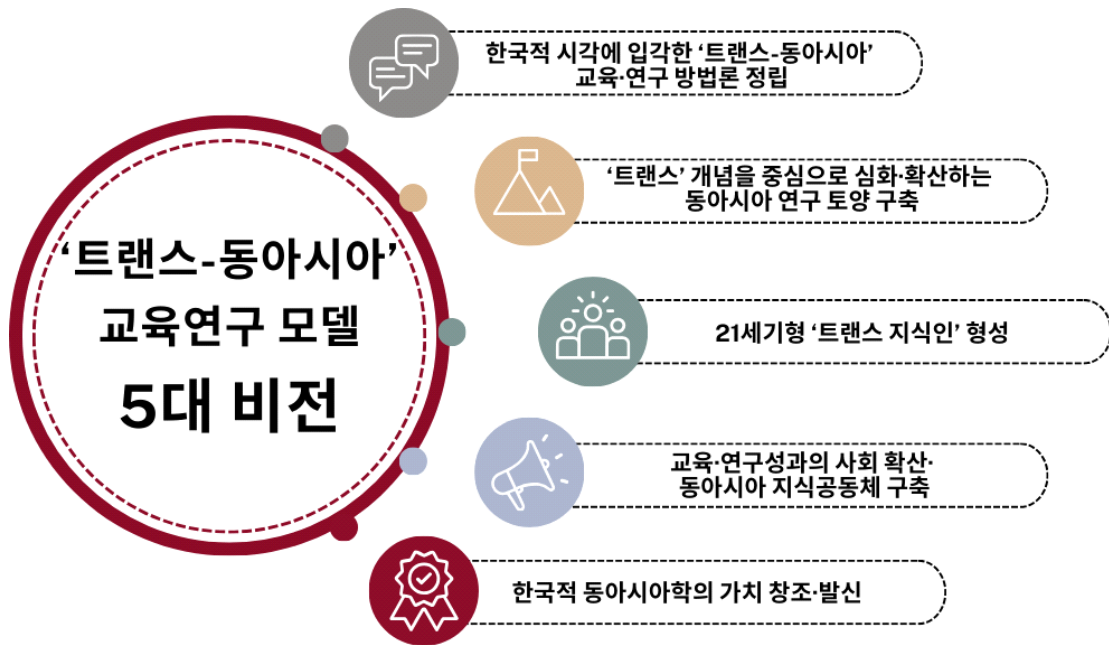 ‘트랜스-동아시아’
교육연구 모델
5대 비전
한국적 시각에 입각한 ‘트랜스-동아시아’
교육·연구 방법론 정립
‘트랜스’ 개념을 중심으로 심화·확산하는
동아시아 연구 토양 구축
21세기형 ‘트랜스 지식인’ 형성
교육·연구성과의 사회 확산·
동아시아 지식공동체 구축
한국적 동아시아학의 가치 창조·발신